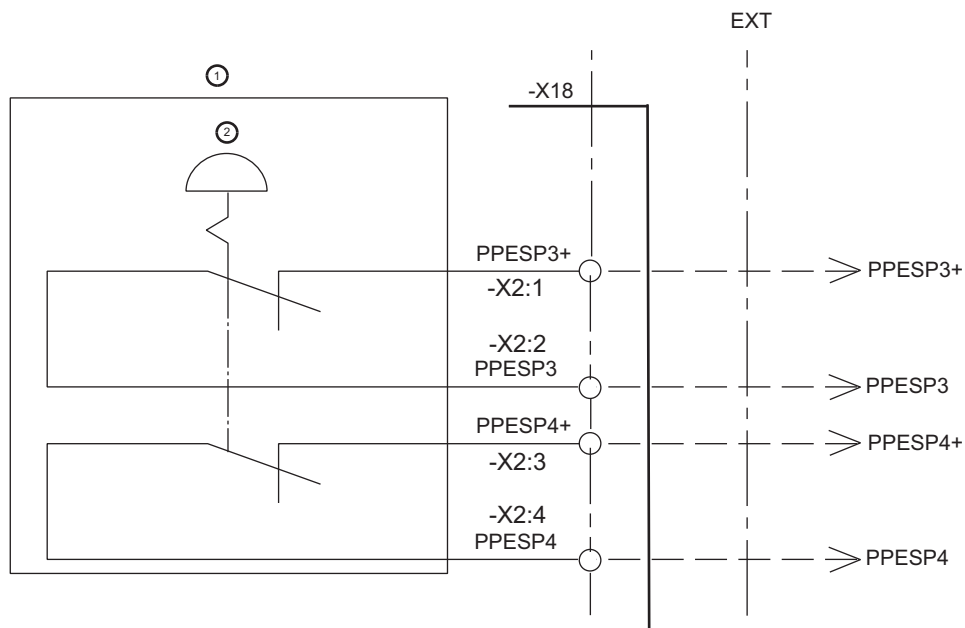 EXT
1
-X18
2
PPESP3+
-X2:1
PPESP3+
-X2:2
PPESP3
PPESP3
PPESP4+
-X2:3
PPESP4+
-X2:4
PPESP4
PPESP4